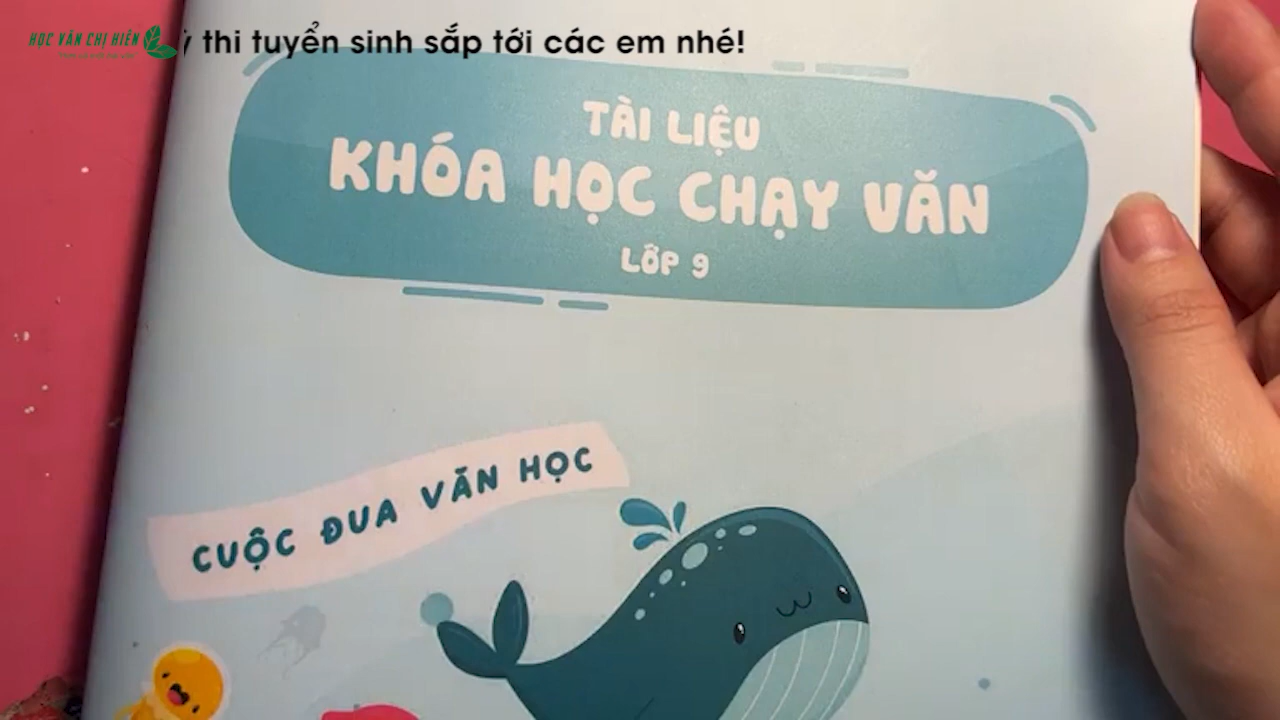 HỌC VĂN CHỊ HIÊN
thi tuyển sinh sắp tới các em nhé!
TÀI LIỆU
KHÓA HỌC CHẠY VĂN
LỚP 9
CUỘC ĐUA VĂN HỌC